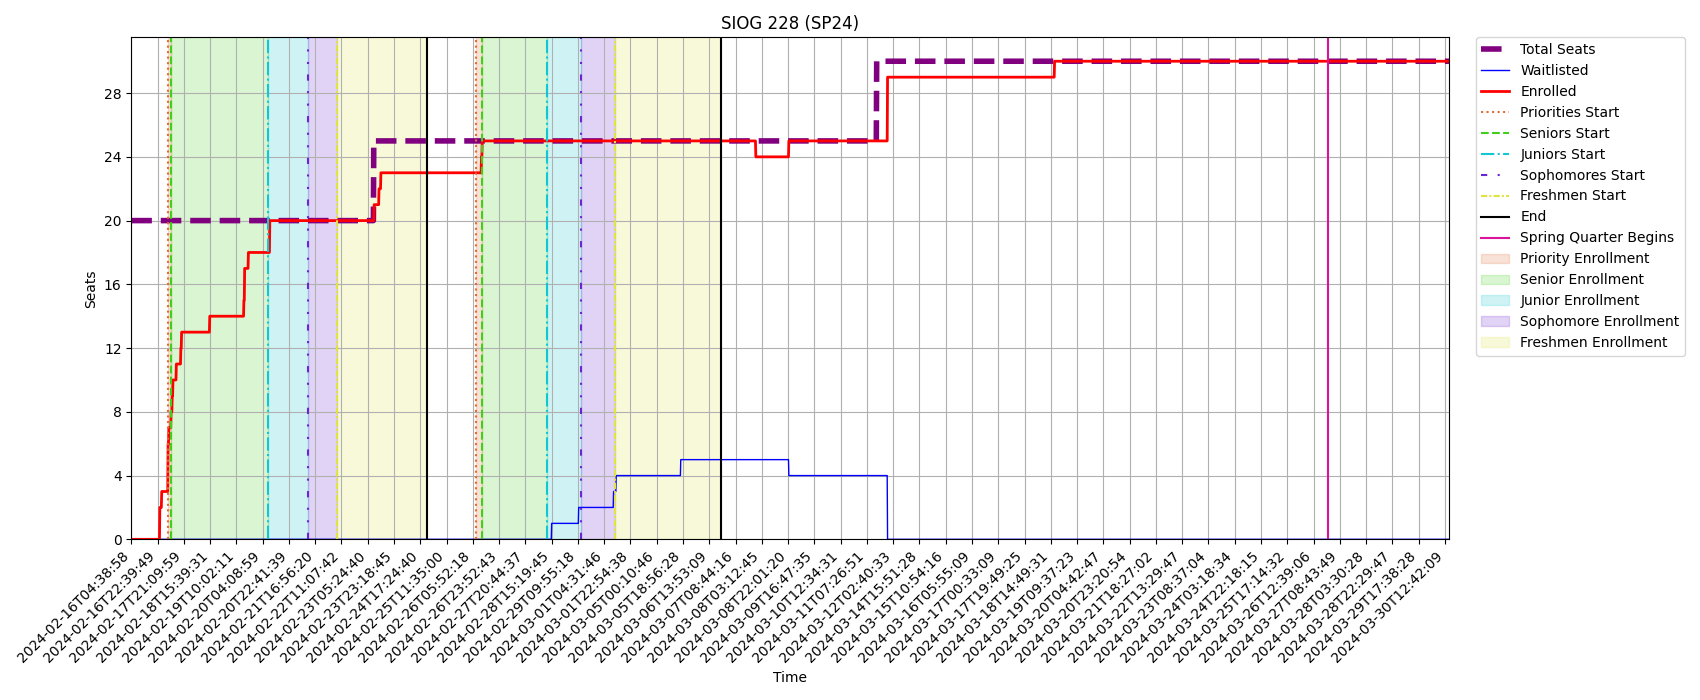 SIOG 228 (SP24)
Seats
28
24
20
16
12
8
4
0
2024-02-16T04:38:58
2024-02-16T22:39:49
2024-02-17T21:09:59
2024-02-18T15:39:31
2024-02-19T10:02:11
2024-02-20T04:08:59
2024-02-20T22:41:39
2024-02-21T16:56:20
2024-02-22T11:07:42
2024-02-23T05:24:40
2024-02-23T23:18:45
2024-02-24T17:24:40
2024-02-25T11:35:00
2024-02-26T05:52:18
2024-02-26T23:52:43
2024-02-27T20:44:37
2024-02-28T15:19:45
2024-02-29T09:55:18
2024-03-01T04:31:46
2024-03-01T22:54:38
2024-03-05T00:10:46
2024-03-05T18:56:28
2024-03-06T13:53:09
2024-03-07T08:44:16
2024-03-08T03:12:45
2024-03-08T22:01:20
2024-03-09T16:47:35
2024-03-10T12:34:31
2024-03-11T07:26:51
2024-03-12T02:40:33
2024-03-14T15:51:28
2024-03-15T10:54:16
2024-03-16T05:55:09
2024-03-17T00:33:09
2024-03-17T19:49:25
2024-03-18T14:49:31
2024-03-19T09:37:23
2024-03-20T04:42:47
2024-03-20T23:20:54
2024-03-21T18:27:02
2024-03-22T13:29:47
2024-03-23T08:37:04
2024-03-24T03:18:34
2024-03-24T22:18:15
2024-03-25T17:14:32
2024-03-26T12:39:06
2024-03-27T08:43:49
2024-03-28T03:30:28
2024-03-28T22:29:47
2024-03-29T17:38:28
2024-03-30T12:42:09
Time
Total Seats
Waitlisted
Enrolled
Priorities Start
Seniors Start
Juniors Start
Sophomores Start
Freshmen Start
End
Spring Quarter Begins
Priority Enrollment
Senior Enrollment
Junior Enrollment
Sophomore Enrollment
Freshmen Enrollment